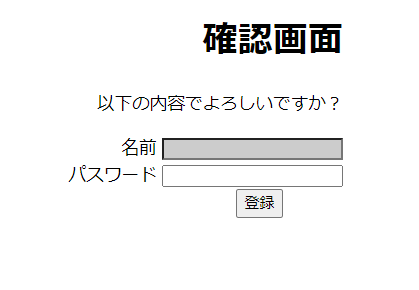 確認画面
以下の内容でよろしいですか？
名前
パスワード
登録